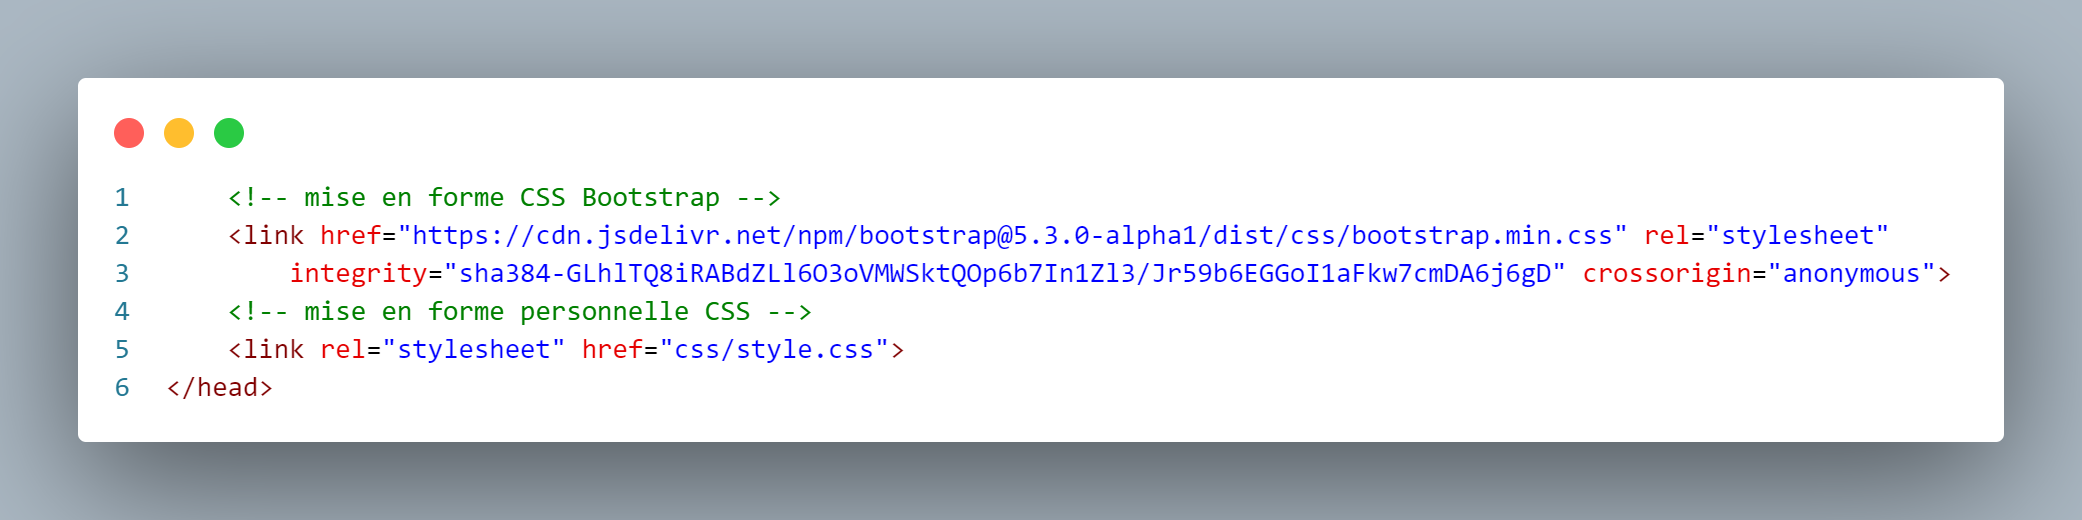 1 <!-- mise en forme CSS Bootstrap -->
2 <link href="https://cdn.jsdelivr.net/npm/bootstrap@5.3.0-alpha1/dist/css/bootstrap.min.css" rel="stylesheet"
3 integrity="sha384-GLhlTQ8iRABdZLl6O3oVMWSktQOp6b7In1Zl3/Jr59b6EGGoI1aFkw7cmDA6j6gD" crossorigin="anonymous">
4 <!-- mise en forme personnelle CSS -->
5 <link rel="stylesheet" href="css/style.css">
6 </head>